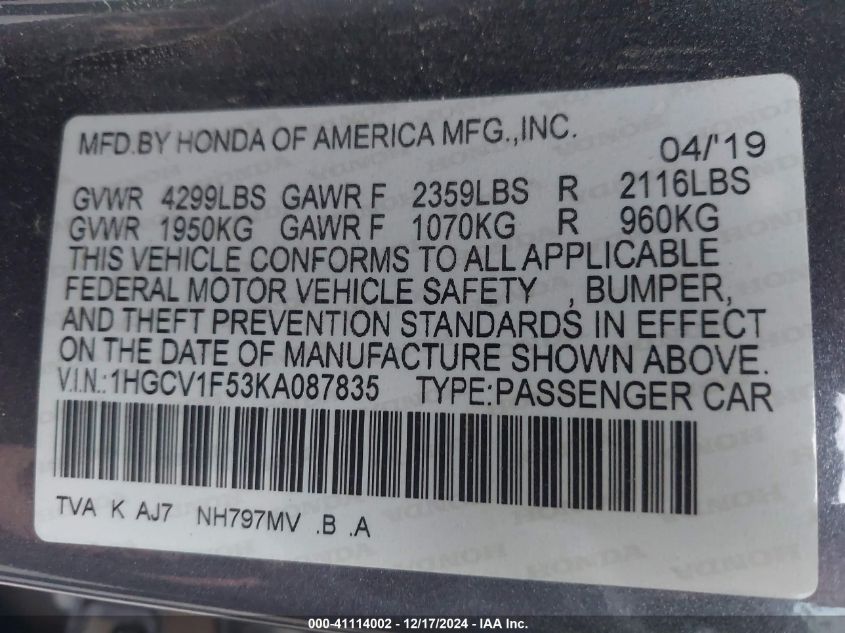 MFD.BY HONDA OF AMERICA MFG.,INC.
04/'19
GVWR 4299LBS GAWR F 2359LBS R 2116LBS
GVWR 1950KG GAWR F 1070KG R 960KG
THIS VEHICLE CONFORMS TO ALL APPLICABLE
FEDERAL MOTOR VEHICLE SAFETY , BUMPER,
AND THEFT PREVENTION STANDARDS IN EFFECT
ON THE DATE OF MANUFACTURE SHOWN ABOVE.
V.I.N.:1HGCV1F53KA087835 TYPE:PASSENGER CAR
TVA K AJ7 NH797MV .B .A
000-41114002 - 12/17/2024 - IAA Inc.